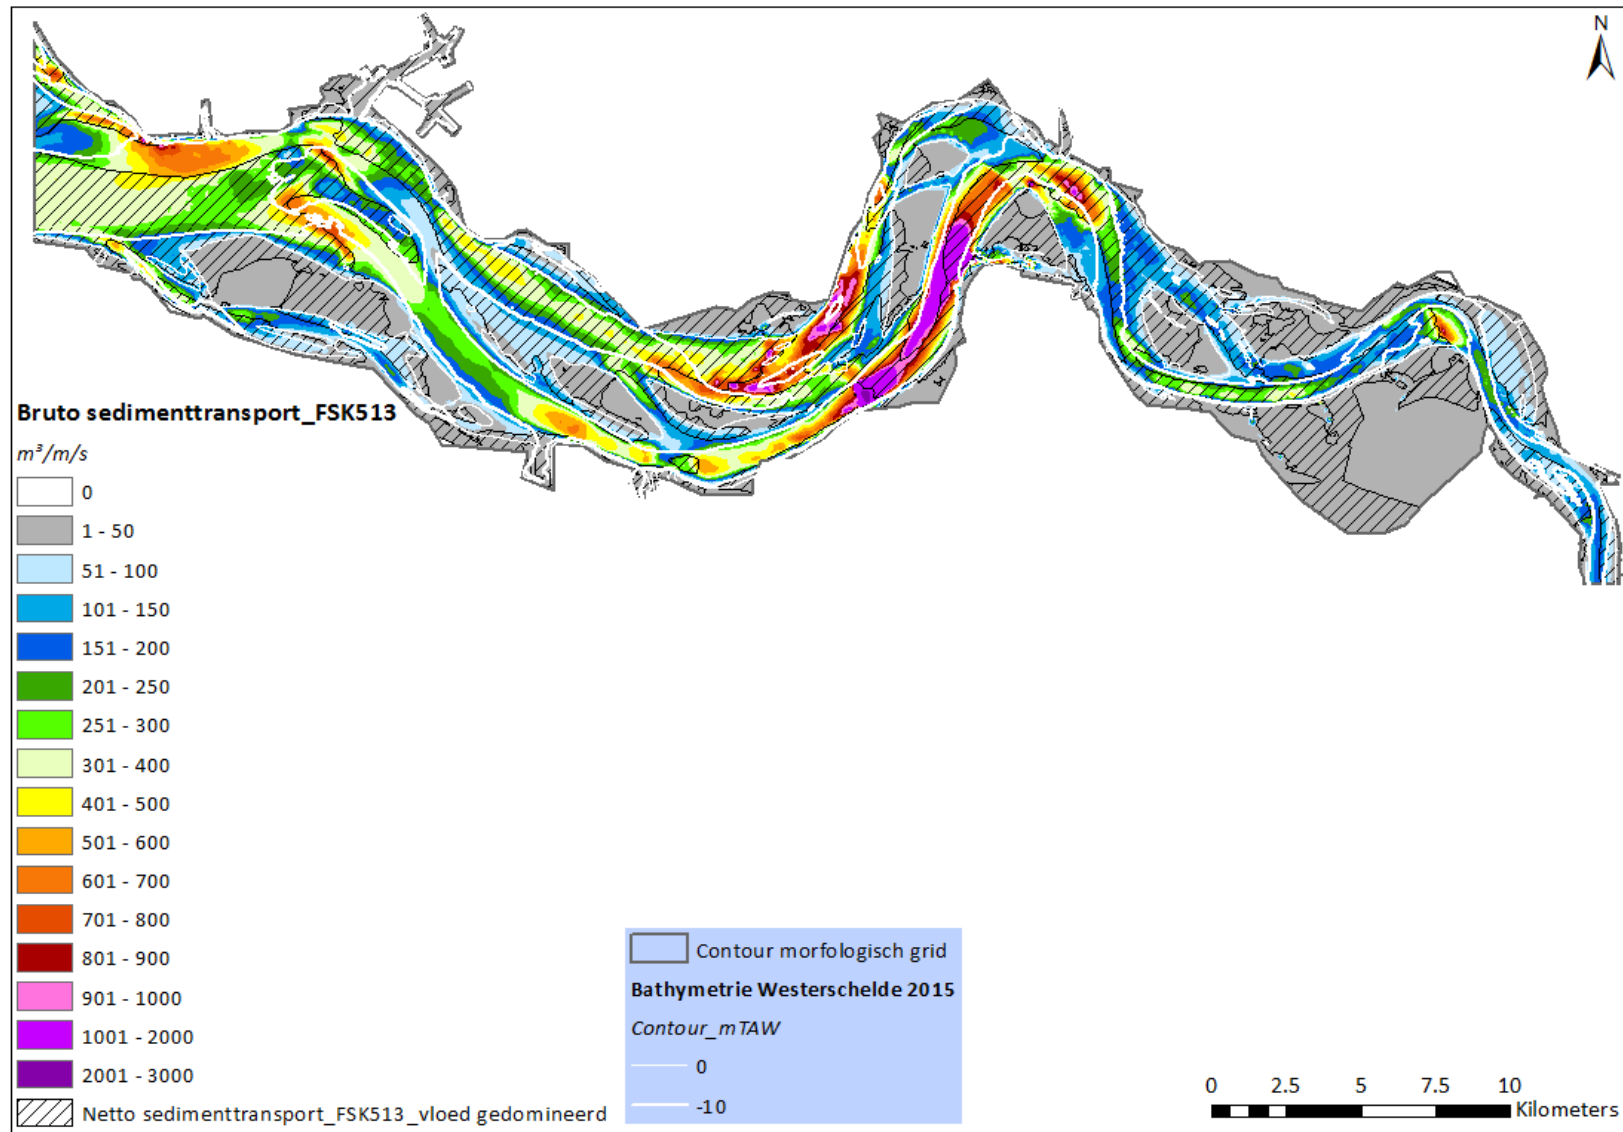 N
Bruto sedimenttransport_FSK513
m³/m/s
0
1 - 50
51 - 100
101 - 150
151 - 200
201 - 250
251 - 300
301 - 400
401 - 500
501 - 600
601 - 700
701 - 800
801 - 900
901 - 1000
1001 - 2000
2001 - 3000
Netto sedimenttransport_FSK513_vloed gedomineerd
Contour morfologisch grid
Bathymetrie Westerschelde 2015
Contour_mTAW
0
-10
0 2.5 5 7.5 10
Kilometers